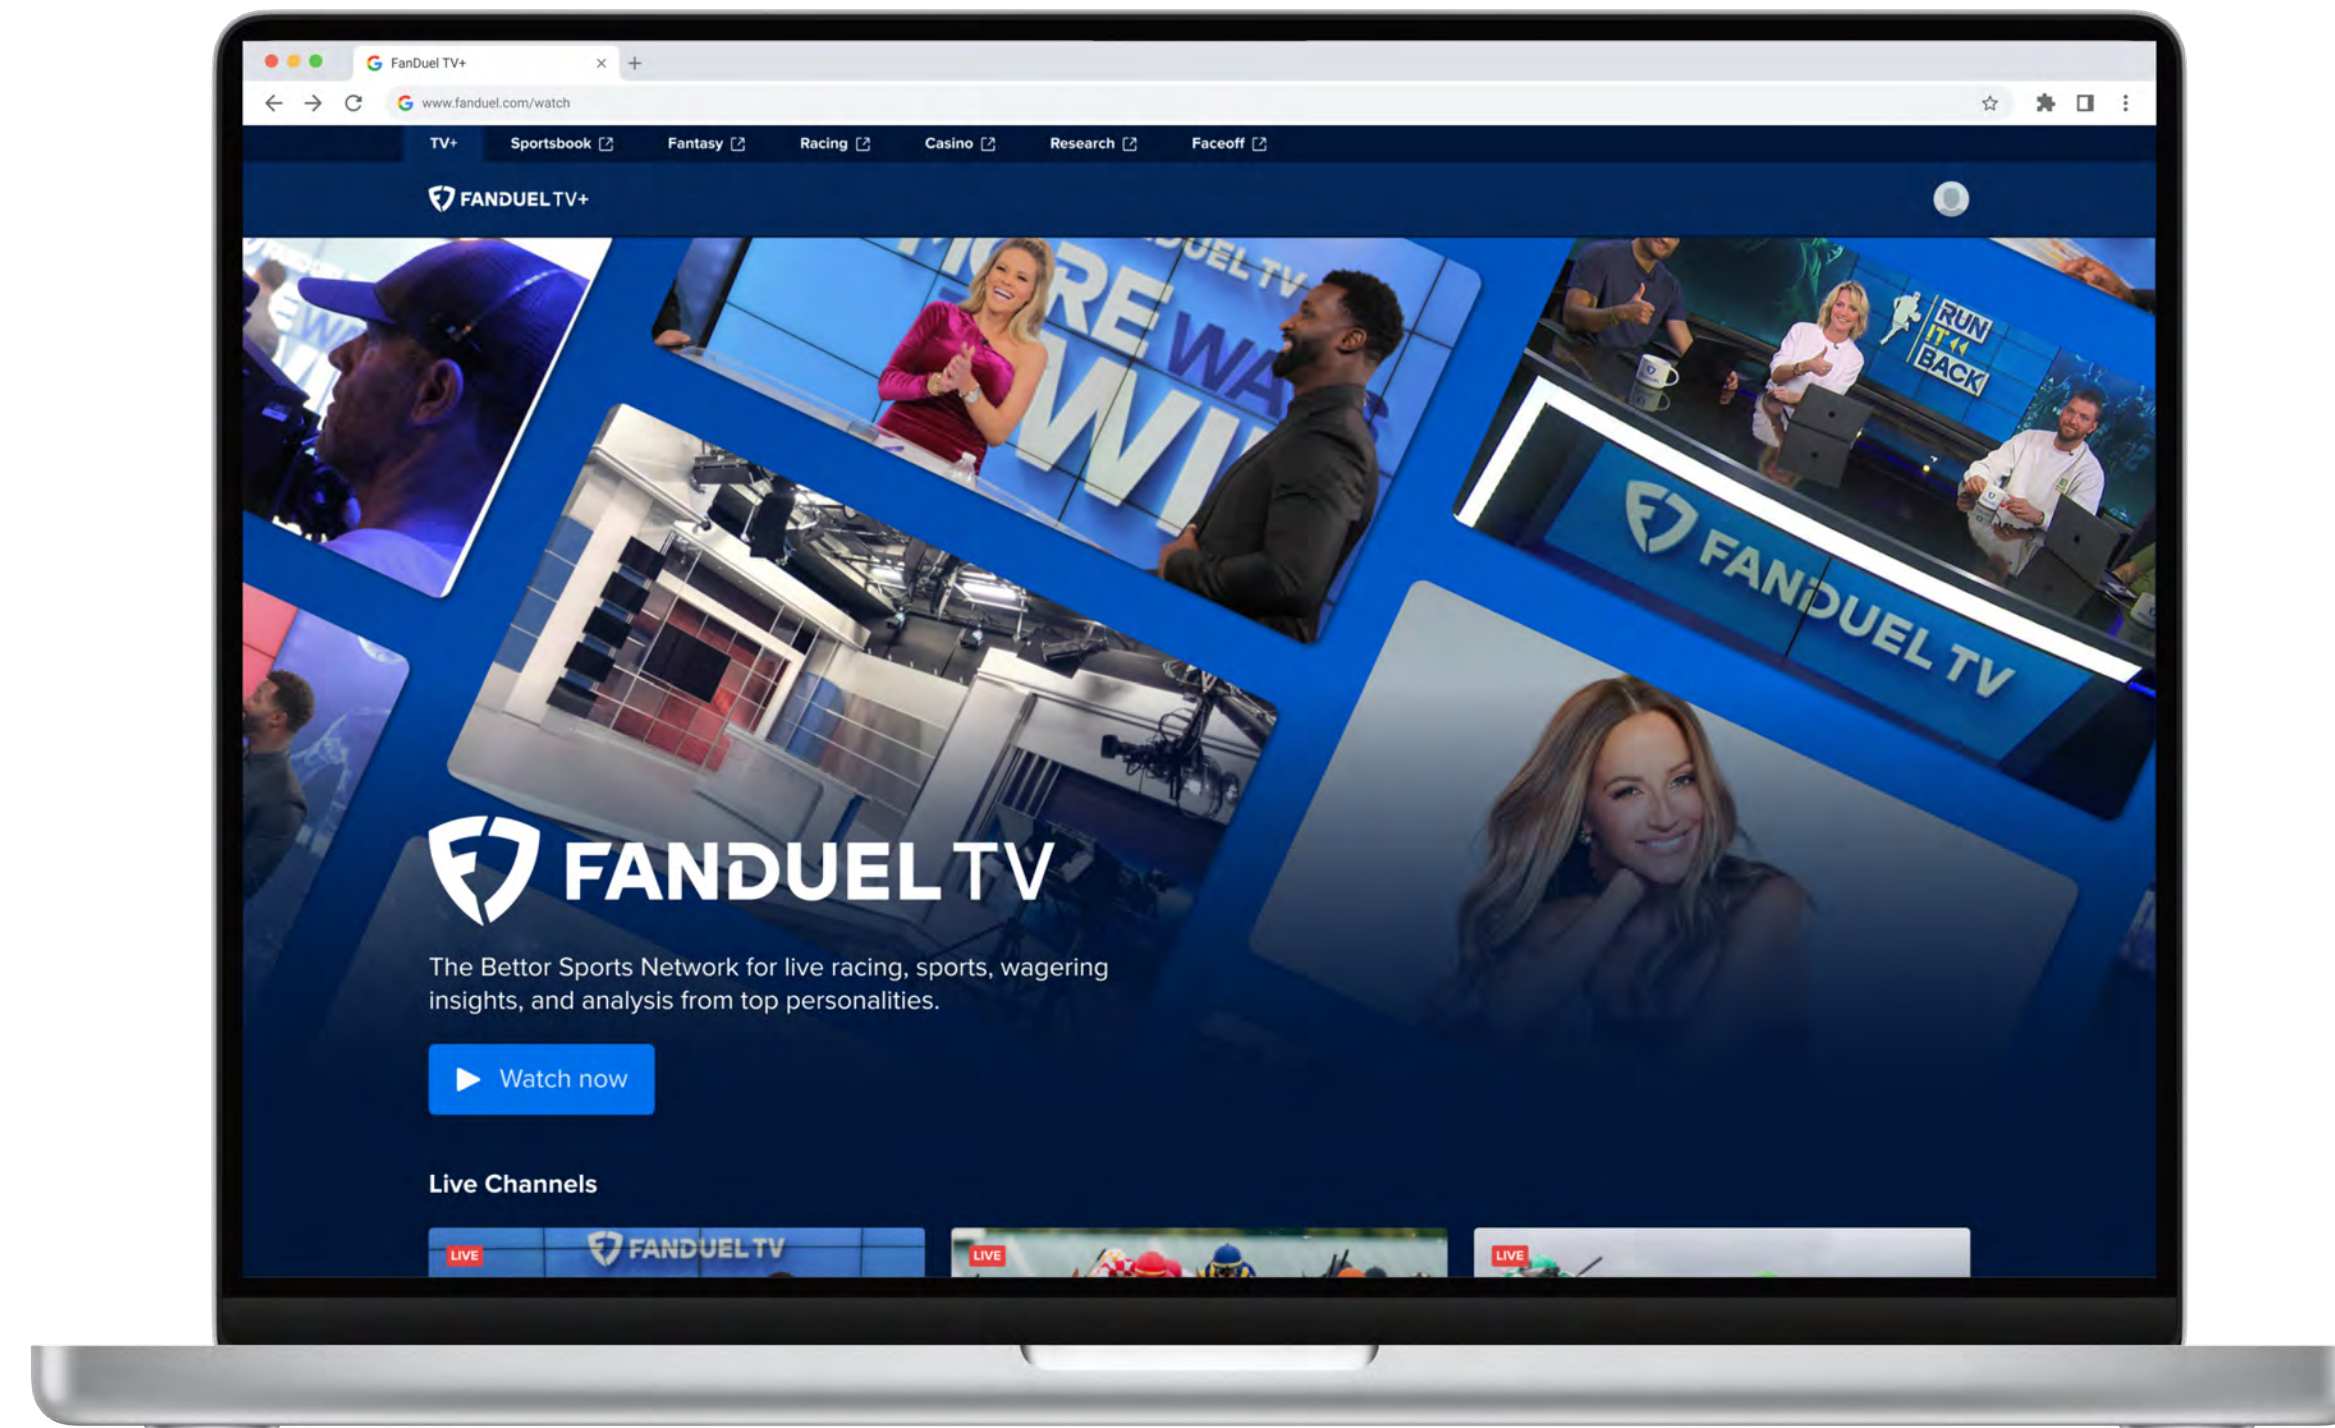 FanDuel TV+
www.fanduel.com/watch
TV+ Sportsbook Fantasy Racing Casino Research Faceoff
FANDUEL TV+
RUN
IT
BACK
FANDUEL TV
FANDUEL TV
The Bettor Sports Network for live racing, sports, wagering
insights, and analysis from top personalities.
Watch now
Live Channels
LIVE FANDUEL TV LIVE LIVE